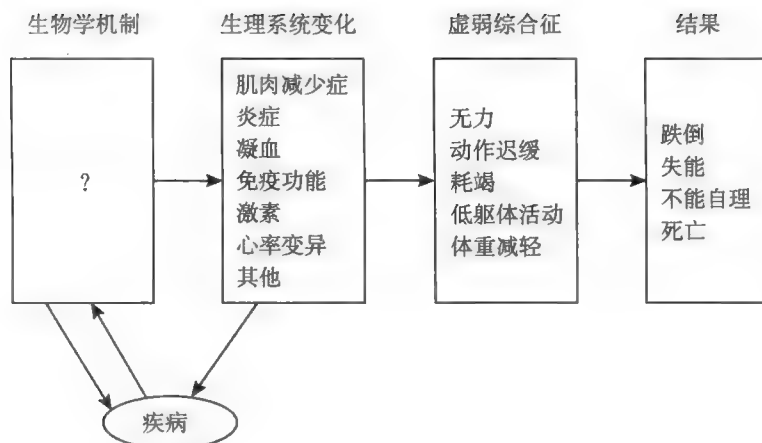 生物学机制
生理系统变化
虚弱综合征
结果
?
肌肉减少症
炎症
凝血
免疫功能
激素
心率变异
其他
无力
动作迟缓
耗竭
低躯体活动
体重减轻
跌倒
失能
不能自理
死亡
疾病